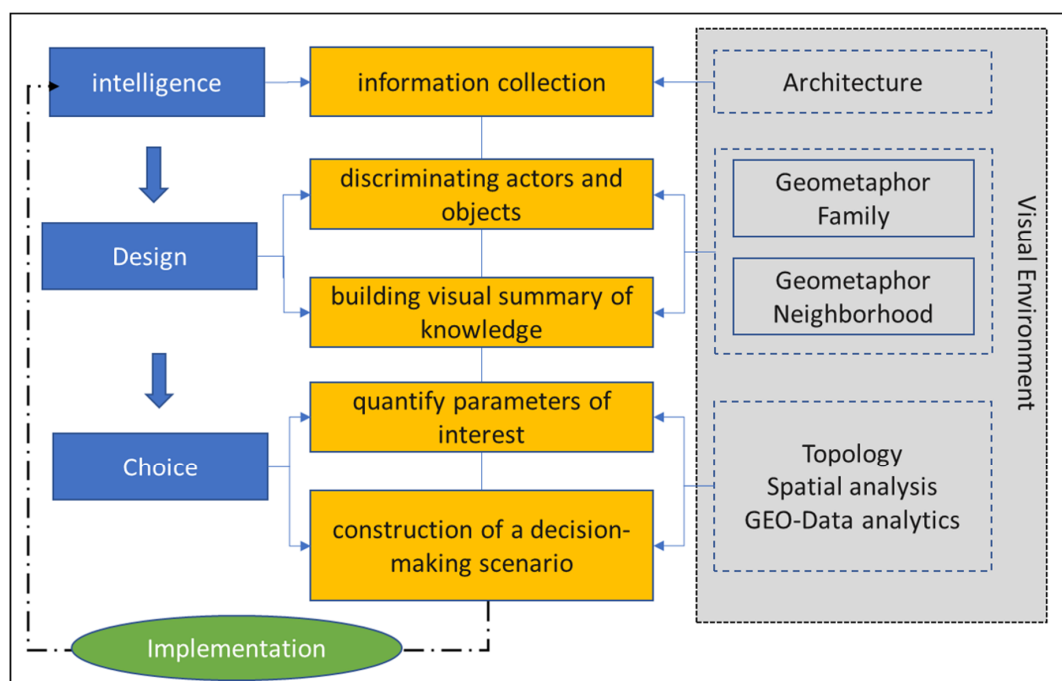 intelligence
information collection
Architecture
discriminating actors and
objects
Geometaphor
Family
Design
building visual summary of
knowledge
Geometaphor
Neighborhood
Visual Environment
quantify parameters of
interest
Choice
Topology
Spatial analysis
GEO-Data analytics
construction of a decision-
making scenario
Implementation